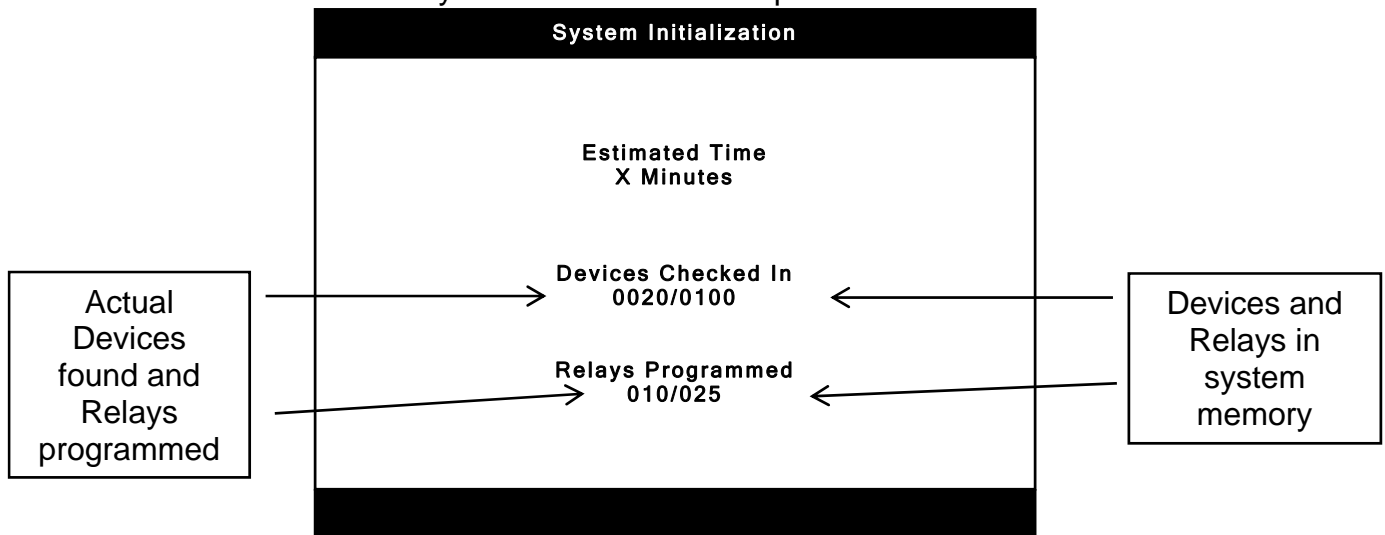 System Initialization
Estimated Time
X Minutes
Devices Checked In
0020/0100
Relays Programmed
010/025
Actual
Devices
found and
Relays
programmed
Devices and
Relays in
system
memory